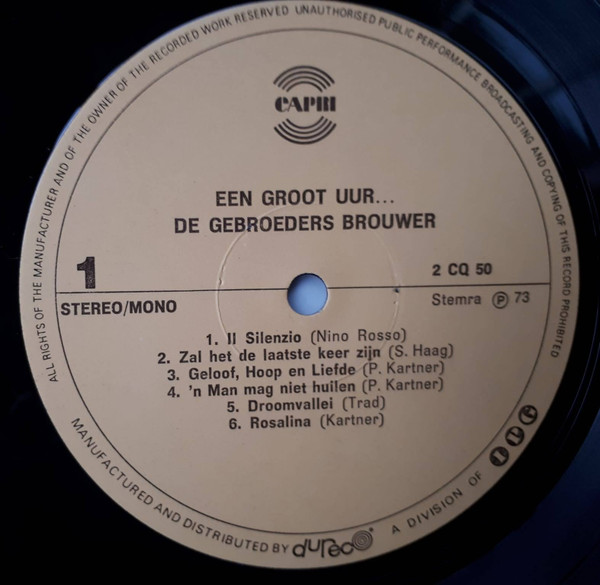 ALL RIGHTS OF THE MANUFACTURER AND OF THE OWNER OF THE RECORDED WORK RESERVED UNAUTHORISED PUBLIC PERFORMANCE BROADCASTING AND COPYING OF THIS RECORD PROHIBITED
CAPRI
EEN GROOT UUR...
DE GEBROEDERS BROUWER
1
2 CQ 50
STEREO/MONO
Stemra ℗ 73
1. Il Silenzio (Nino Rosso)
2. Zal het de laatste keer zijn (S. Haag)
3. Geloof, Hoop en Liefde (P. Kartner)
4. 'n Man mag niet huilen (P. Kartner)
5. Droomvallei (Trad)
6. Rosalina (Kartner)
MANUFACTURED AND DISTRIBUTED BY dureco A DIVISION OF